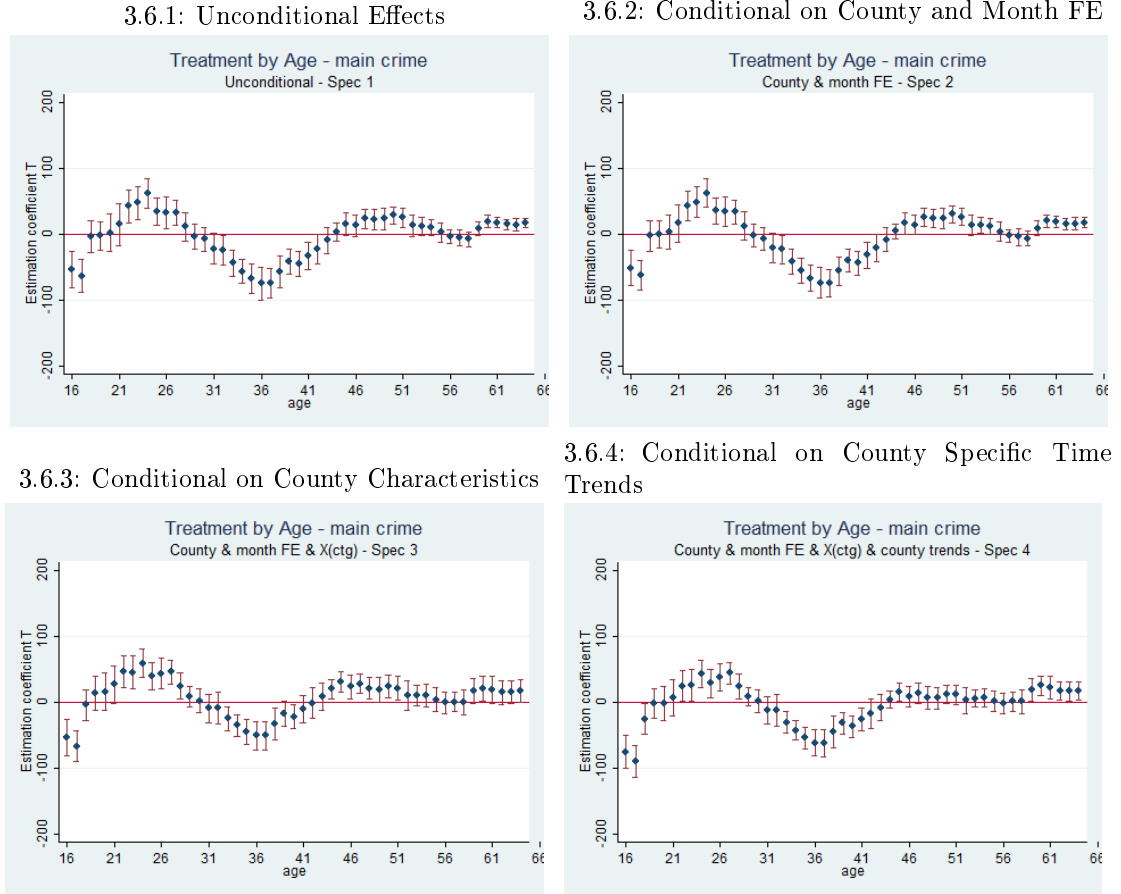 3.6.1: Unconditional Effects
Treatment by Age - main crime
Unconditional - Spec 1
Estimation coefficient T
200
100
0
-100
-200
16 21 26 31 36 41 46 51 56 61 66
age
3.6.2: Conditional on County and Month FE
Treatment by Age - main crime
County & month FE - Spec 2
Estimation coefficient T
200
100
0
-100
-200
16 21 26 31 36 41 46 51 56 61 66
age
3.6.3: Conditional on County Characteristics
Treatment by Age - main crime
County & month FE & X(ctg) - Spec 3
Estimation coefficient T
200
100
0
-100
-200
16 21 26 31 36 41 46 51 56 61 66
age
3.6.4: Conditional on County Specific Time
Trends
Treatment by Age - main crime
County & month FE & X(ctg) & county trends - Spec 4
Estimation coefficient T
200
100
0
-100
-200
16 21 26 31 36 41 46 51 56 61 66
age